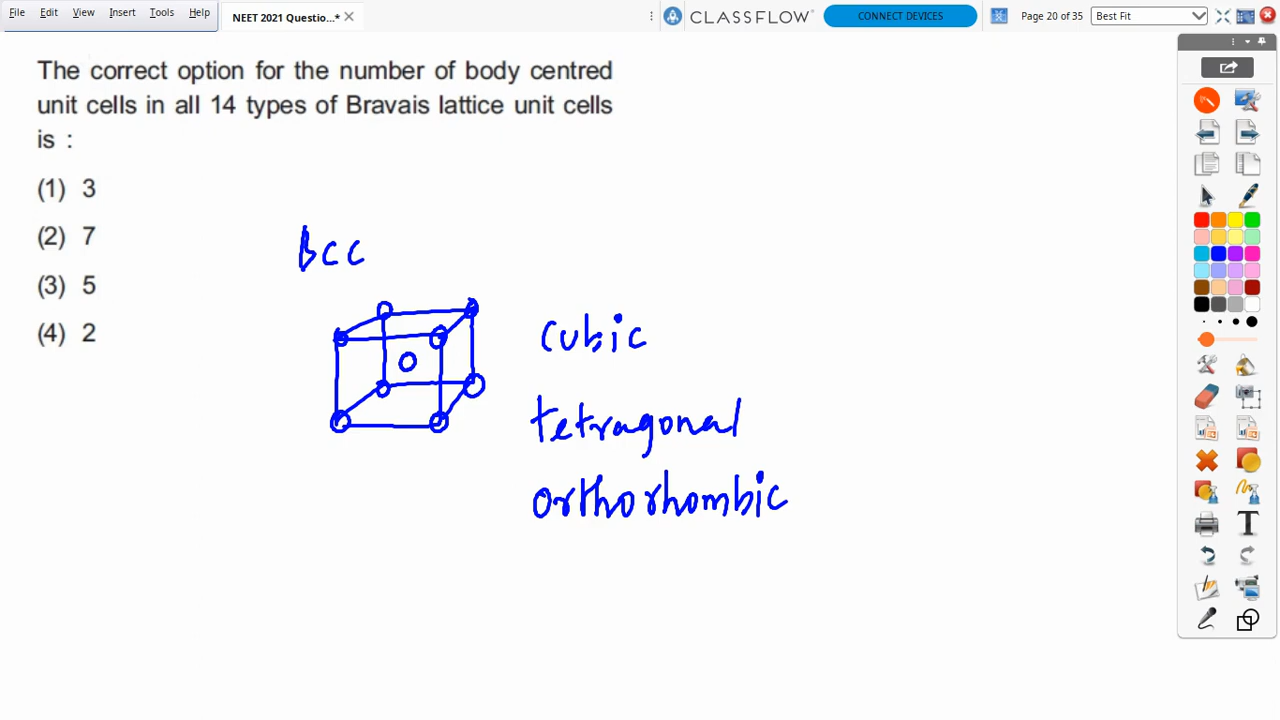 File Edit View Insert Tools Help
NEET 2021 Questio...*
CLASSFLOW
CONNECT DEVICES
Page 20 of 35
Best Fit
The correct option for the number of body centred
unit cells in all 14 types of Bravais lattice unit cells
is :
(1) 3
(2) 7
(3) 5
(4) 2
BCC
cubic
tetragonal
orthorhombic
T